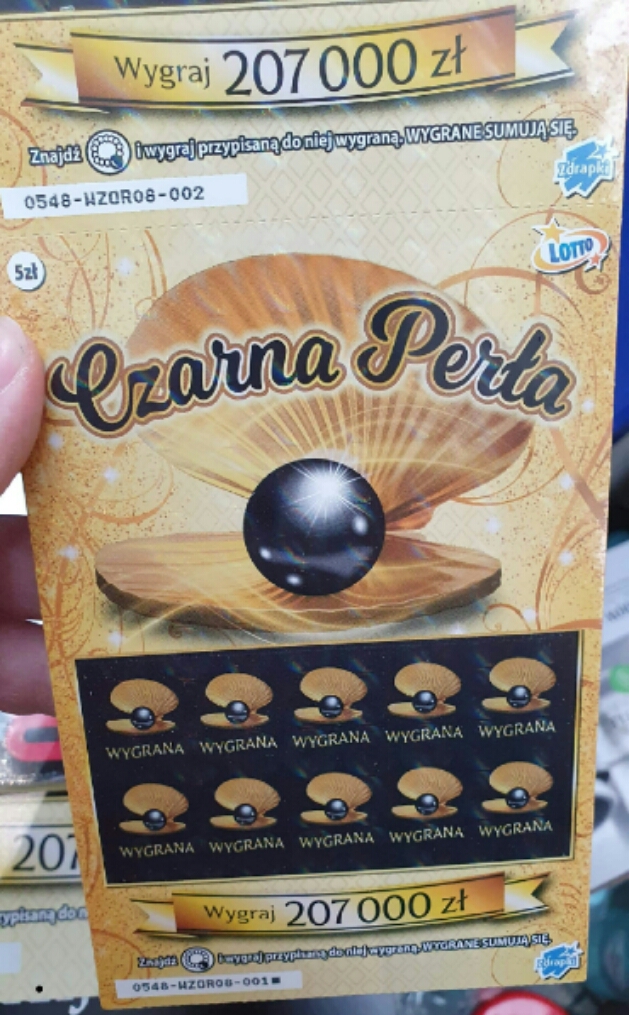 Wygraj 207 000 zł
Znajdź i wygraj przypisaną do niej wygraną. WYGRANE SUMUJĄ SIĘ.
Zdrapki
0548-WZOR08-002
LOTTO
5zł
Czarna Perła
WYGRANA WYGRANA WYGRANA WYGRANA WYGRANA
WYGRANA WYGRANA WYGRANA WYGRANA WYGRANA
207
Wygraj 207 000 zł
Znajdź i wygraj przypisaną do niej wygraną. WYGRANE SUMUJĄ SIĘ.
Zdrapki
0548-WZOR08-001